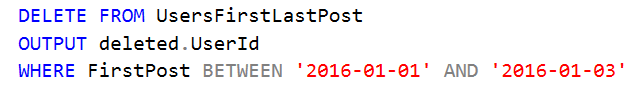 DELETE FROM UsersFirstLastPost
OUTPUT deleted.UserId
WHERE FirstPost BETWEEN '2016-01-01' AND '2016-01-03'